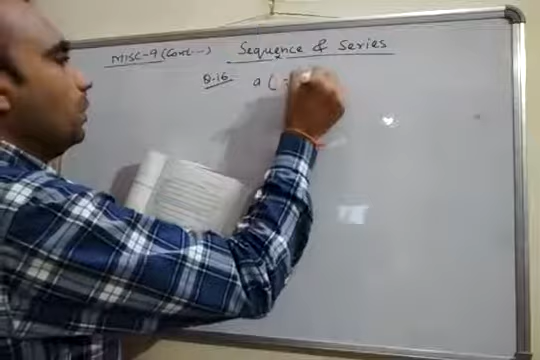 MISC-9 (Cont--) Sequence & Series
Q.16 a (